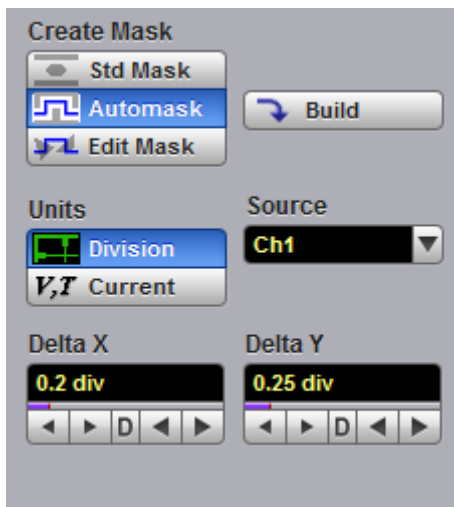 Create Mask
Std Mask
Automask
Build
Edit Mask
Units
Source
Division
Ch1
V,T Current
Delta X
Delta Y
0.2 div
0.25 div
D
D